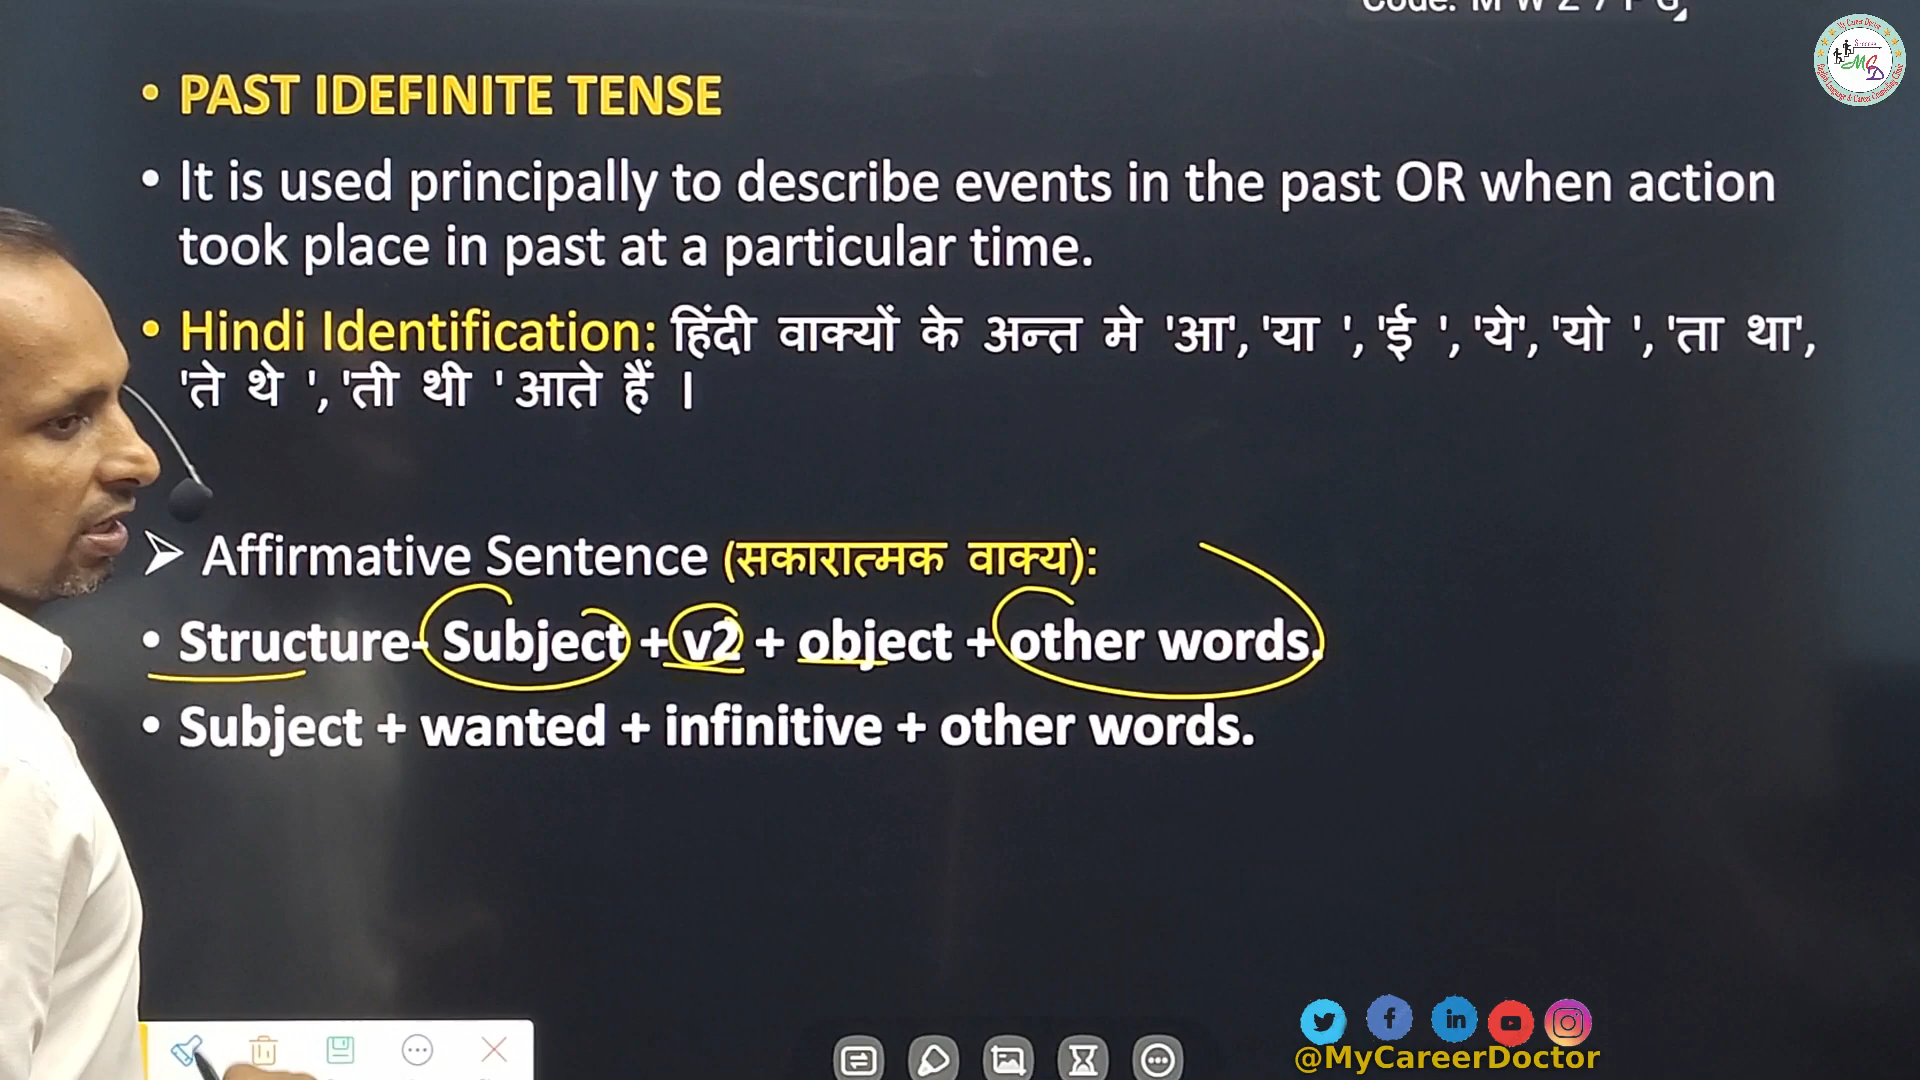 • PAST IDEFINITE TENSE
• It is used principally to describe events in the past OR when action
took place in past at a particular time.
• Hindi Identification: हिंदी वाक्यों के अन्त मे 'आ', 'या ', 'ई ', 'ये', 'यो ', 'ता था',
'ते थे ', 'ती थी ' आते हैं ।
➢ Affirmative Sentence (सकारात्मक वाक्य):
• Structure- Subject + v2 + object + other words.
• Subject + wanted + infinitive + other words.
@MyCareerDoctor